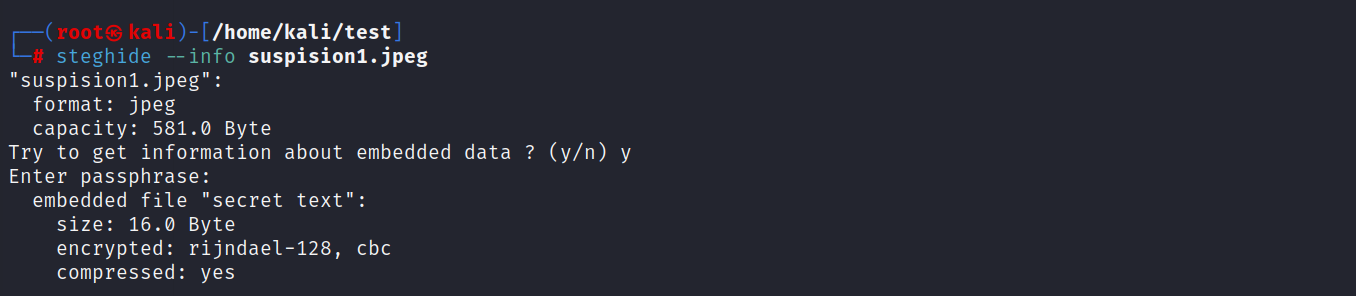 ┌──(root㉿kali)-[/home/kali/test]
└─# steghide --info suspision1.jpeg
"suspision1.jpeg":
  format: jpeg
  capacity: 581.0 Byte
Try to get information about embedded data ? (y/n) y
Enter passphrase:
  embedded file "secret text":
    size: 16.0 Byte
    encrypted: rijndael-128, cbc
    compressed: yes